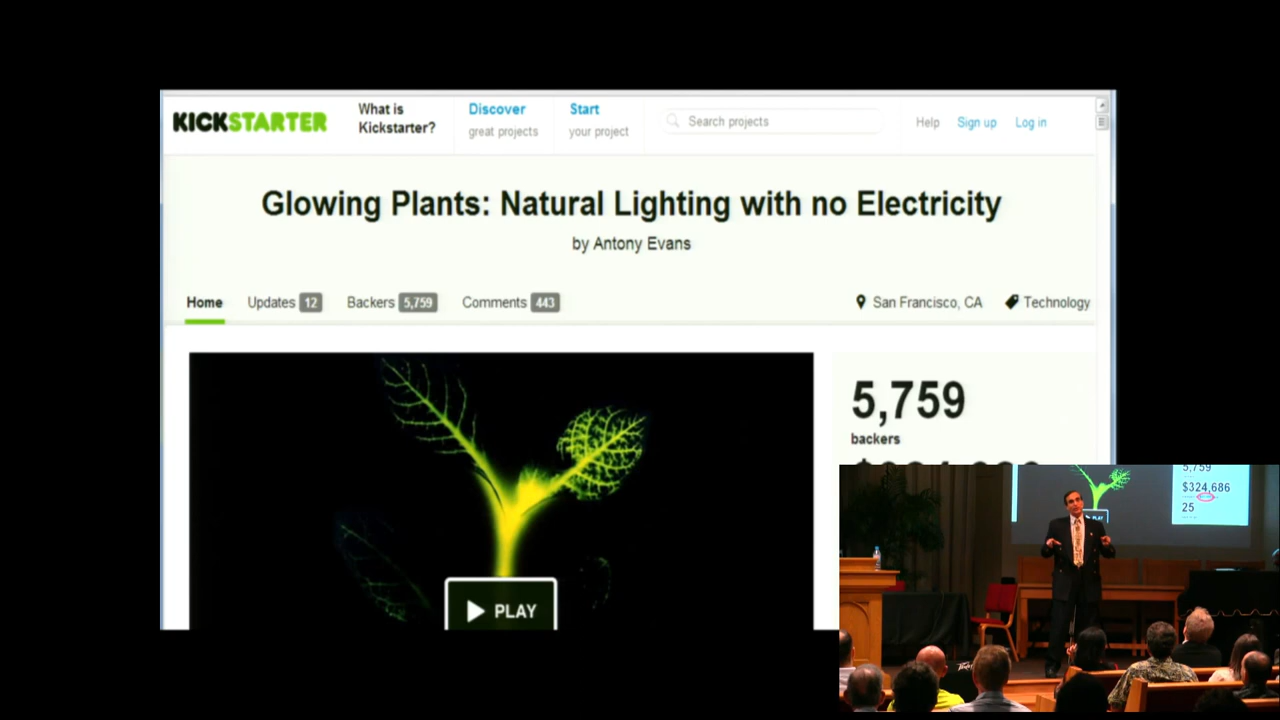 KICKSTARTER
What is
Kickstarter?
Discover
great projects
Start
your project
Search projects
Help Sign up Log in
Glowing Plants: Natural Lighting with no Electricity
by Antony Evans
Home Updates 12 Backers 5,759 Comments 443
San Francisco, CA Technology
5,759
backers
PLAY
5,759
$324,686
25
PLAY